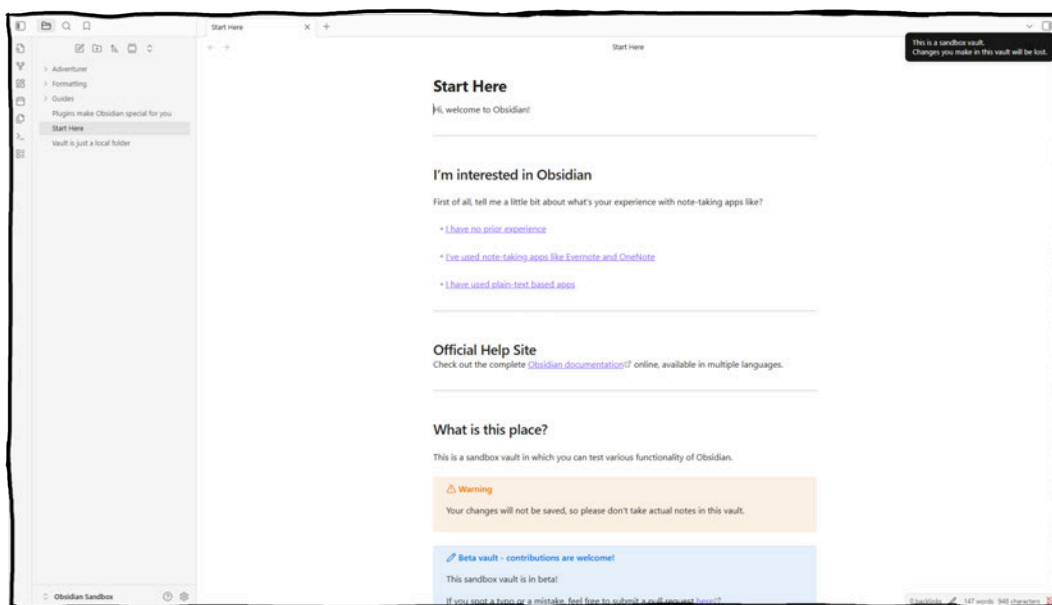 Start Here
Start Here
This is a sandbox vault.
Changes you make in this vault will be lost.
Adventurer
Formatting
Guides
Plugins make Obsidian special for you
Start Here
Vault is just a local folder
Start Here
Hi, welcome to Obsidian!
I'm interested in Obsidian
First of all, tell me a little bit about what's your experience with note-taking apps like?
I have no prior experience
I've used note-taking apps like Evernote and OneNote
I have used plain-text based apps
Official Help Site
Check out the complete Obsidian documentation online, available in multiple languages.
What is this place?
This is a sandbox vault in which you can test various functionality of Obsidian.
Warning
Your changes will not be saved, so please don't take actual notes in this vault.
Beta vault - contributions are welcome!
This sandbox vault is in beta!
If you spot a typo or a mistake, feel free to submit a pull request here
Obsidian Sandbox
0 backlinks 147 words 948 characters